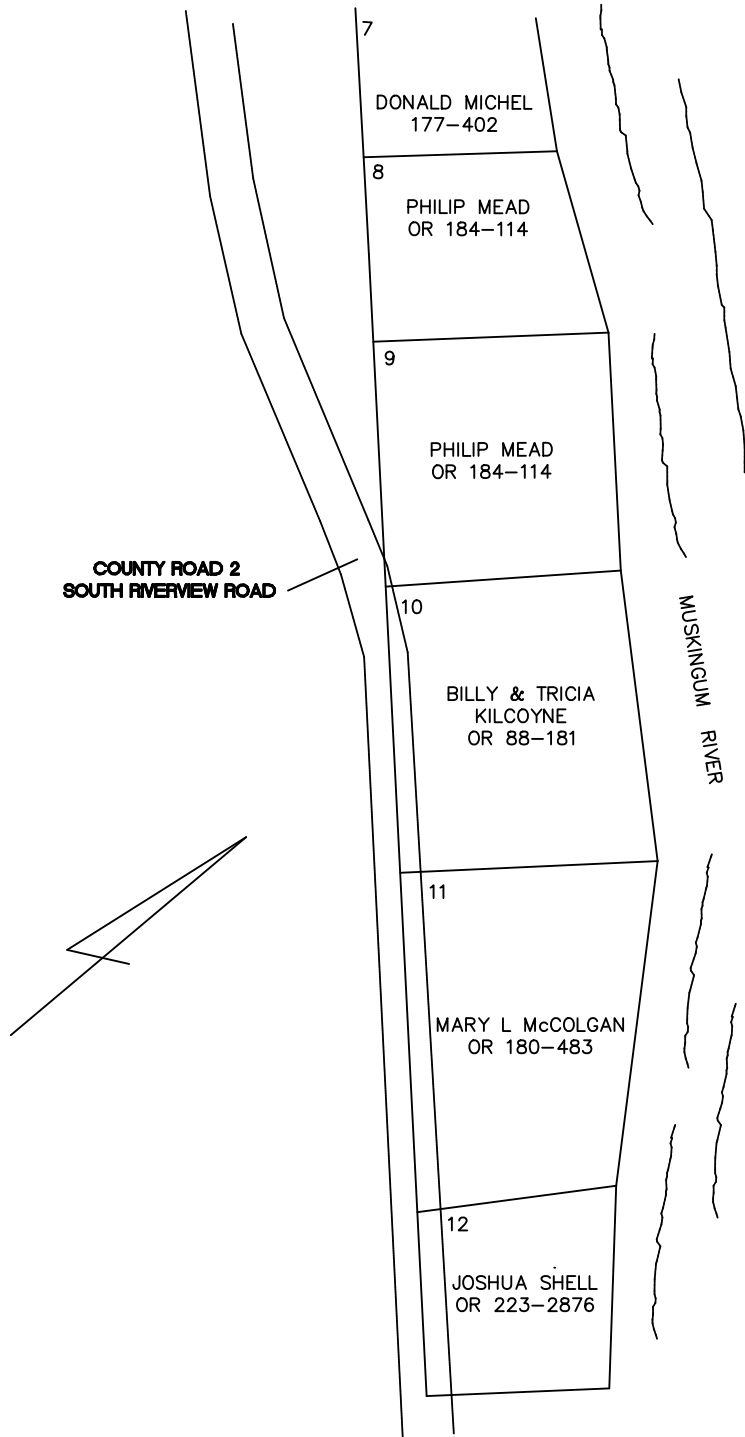 7
DONALD MICHEL
177-402
8
PHILIP MEAD
OR 184-114
9
PHILIP MEAD
OR 184-114
COUNTY ROAD 2
SOUTH RIVERVIEW ROAD
10
BILLY & TRICIA
KILCOYNE
OR 88-181
MUSKINGUM RIVER
11
MARY L McCOLGAN
OR 180-483
12
JOSHUA SHELL
OR 223-2876